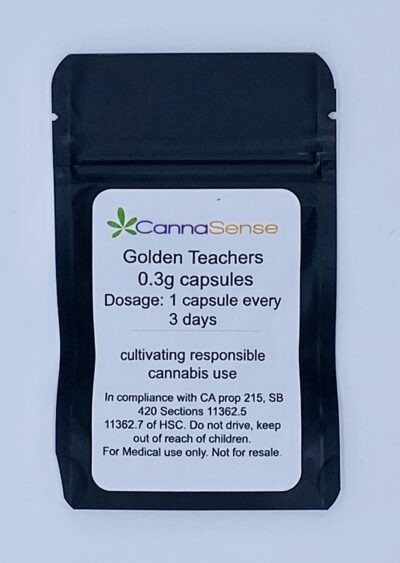 CannaSense
Golden Teachers
0.3g capsules
Dosage: 1 capsule every
3 days
cultivating responsible
cannabis use
In compliance with CA prop 215, SB
420 Sections 11362.5
11362.7 of HSC. Do not drive, keep
out of reach of children.
For Medical use only. Not for resale.